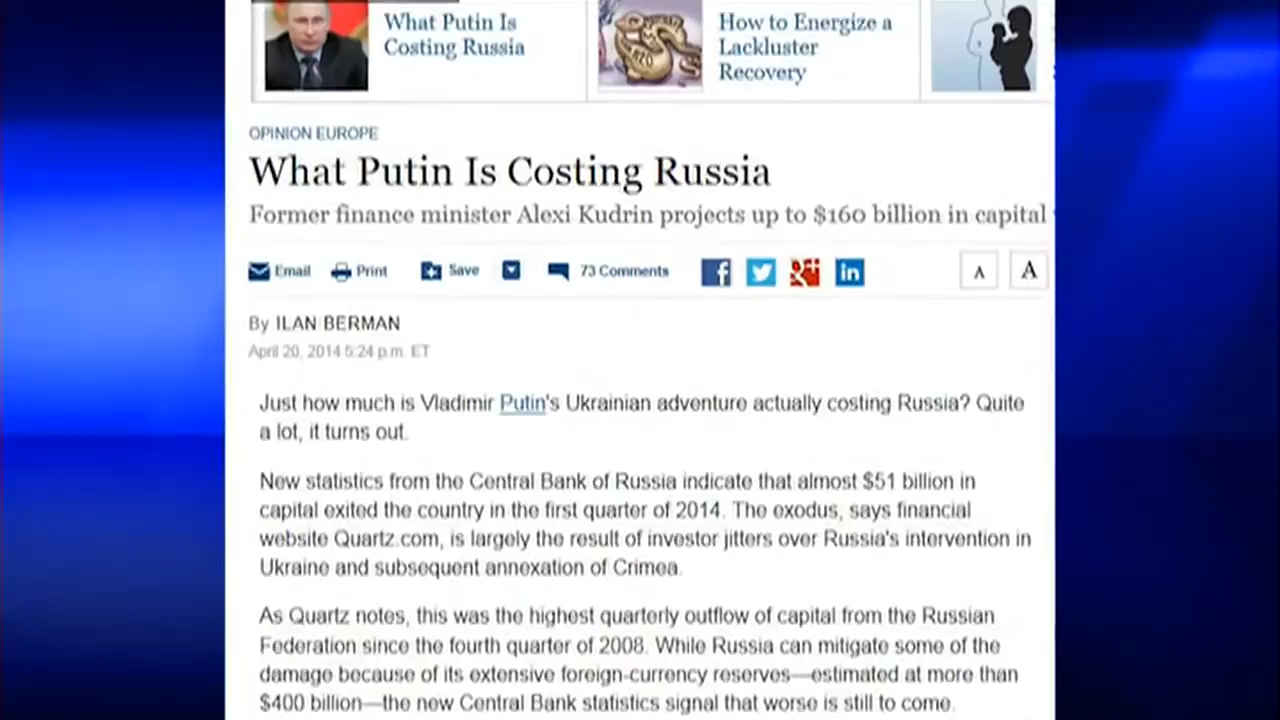 What Putin Is
Costing Russia
How to Energize a
Lackluster
Recovery
OPINION EUROPE
What Putin Is Costing Russia
Former finance minister Alexi Kudrin projects up to $160 billion in capital
Email Print Save 73 Comments A A
By ILAN BERMAN
April 20, 2014 5:24 p.m. ET
Just how much is Vladimir Putin's Ukrainian adventure actually costing Russia? Quite
a lot, it turns out.
New statistics from the Central Bank of Russia indicate that almost $51 billion in
capital exited the country in the first quarter of 2014. The exodus, says financial
website Quartz.com, is largely the result of investor jitters over Russia's intervention in
Ukraine and subsequent annexation of Crimea.
As Quartz notes, this was the highest quarterly outflow of capital from the Russian
Federation since the fourth quarter of 2008. While Russia can mitigate some of the
damage because of its extensive foreign-currency reserves—estimated at more than
$400 billion—the new Central Bank statistics signal that worse is still to come.